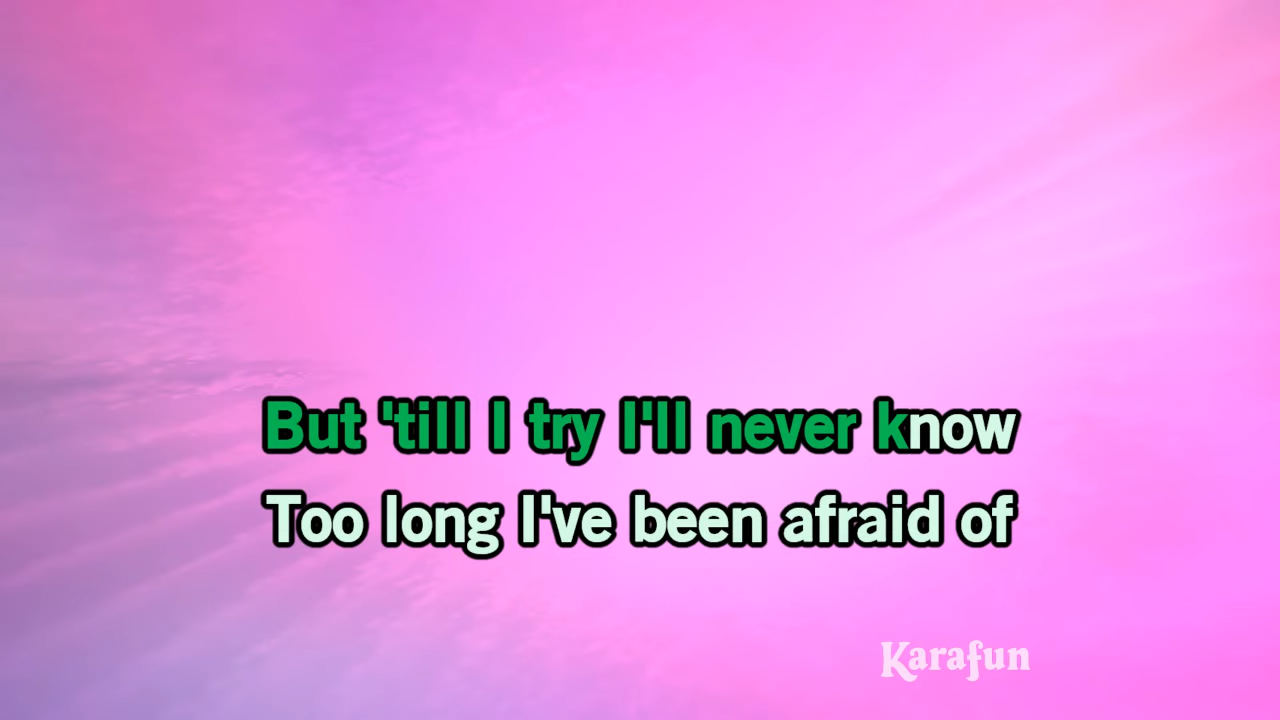 But 'till I try I'll never know
Too long I've been afraid of
Karafun